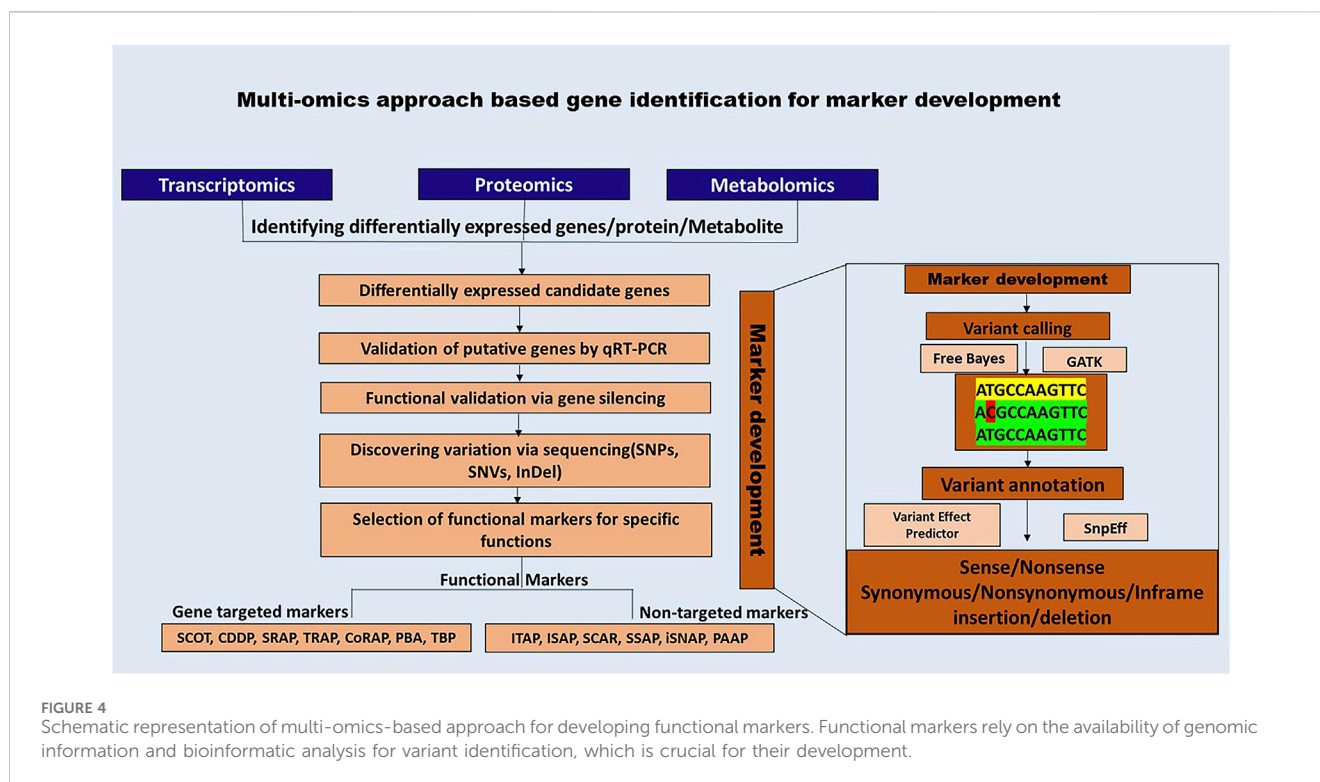 Multi-omics approach based gene identification for marker development
Transcriptomics
Proteomics
Metabolomics
Identifying differentially expressed genes/protein/Metabolite
Differentially expressed candidate genes
Validation of putative genes by qRT-PCR
Functional validation via gene silencing
Discovering variation via sequencing(SNPs,
SNVs, InDel)
Selection of functional markers for specific
functions
Functional Markers
Gene targeted markers
Non-targeted markers
SCOT, CDDP, SRAP, TRAP, CoRAP, PBA, TBP
ITAP, ISAP, SCAR, SSAP, iSNAP, PAAP
Marker development
Marker development
Variant calling
Free Bayes
GATK
ATGCCAAGTTC
ACGCCAAGTTC
ATGCCAAGTTC
Variant annotation
Variant Effect
Predictor
SnpEff
Sense/Nonsense
Synonymous/Nonsynonymous/Inframe
insertion/deletion
FIGURE 4
Schematic representation of multi-omics-based approach for developing functional markers. Functional markers rely on the availability of genomic
information and bioinformatic analysis for variant identification, which is crucial for their development.